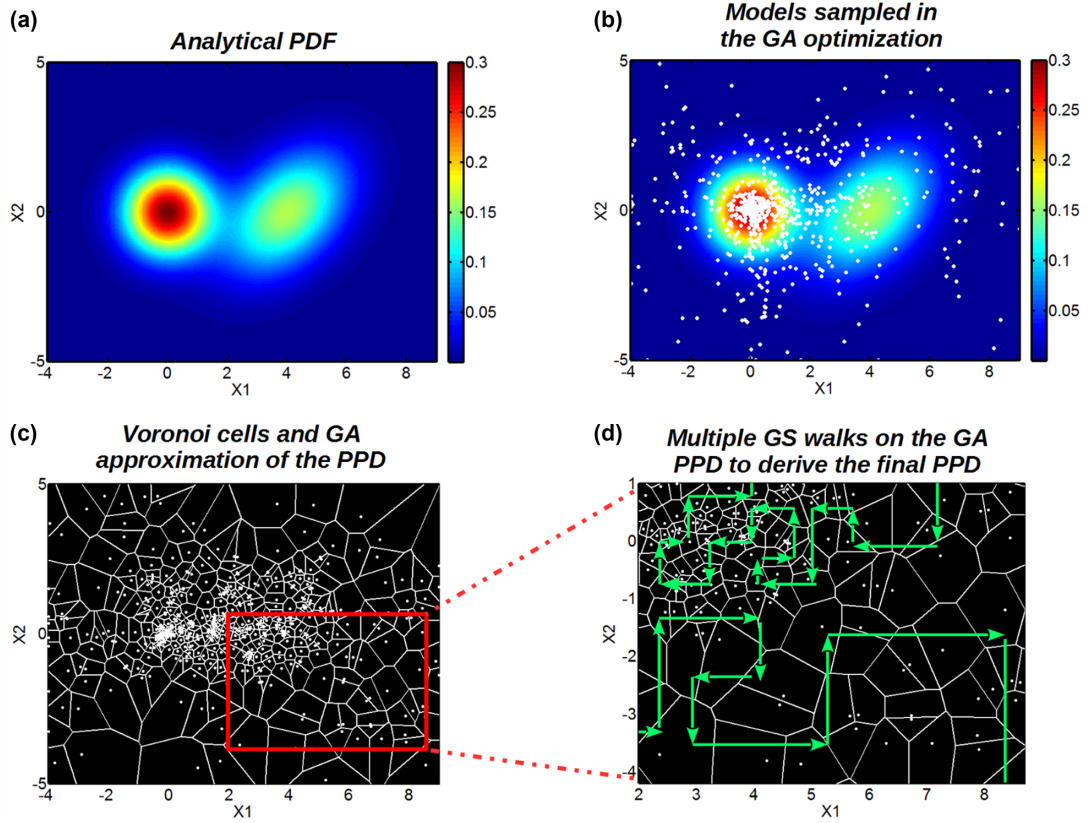 (a)
Analytical PDF
5
0
-5
X2
-4
-2
0
2
4
6
8
X1
0.3
0.25
0.2
0.15
0.1
0.05
(b)
Models sampled in
the GA optimization
5
0
-5
X2
-4
-2
0
2
4
6
8
X1
0.3
0.25
0.2
0.15
0.1
0.05
(c)
Voronoi cells and GA
approximation of the PPD
5
0
-5
X2
-4
-2
0
2
4
6
8
X1
(d)
Multiple GS walks on the GA
PPD to derive the final PPD
1
0
-1
-2
-3
-4
X2
2
3
4
5
6
7
8
X1